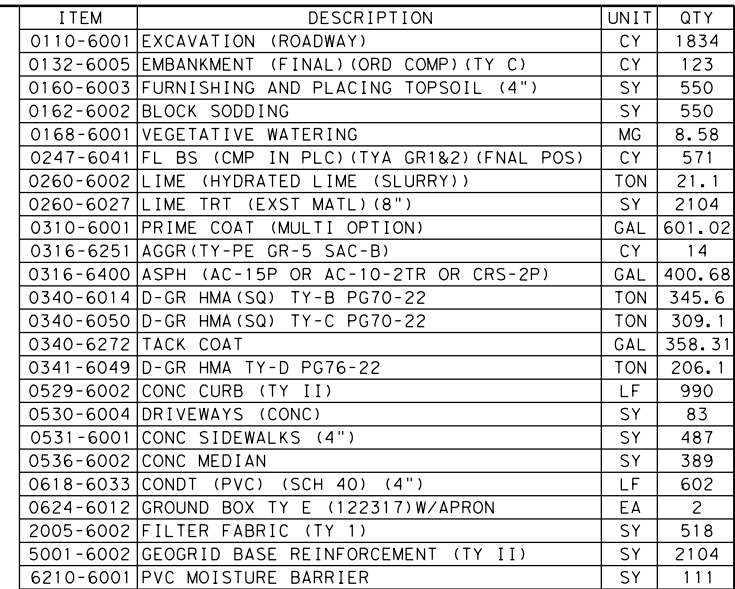 ITEM DESCRIPTION UNIT QTY
0110-6001 EXCAVATION (ROADWAY) CY 1834
0132-6005 EMBANKMENT (FINAL)(ORD COMP)(TY C) CY 123
0160-6003 FURNISHING AND PLACING TOPSOIL (4") SY 550
0162-6002 BLOCK SODDING SY 550
0168-6001 VEGETATIVE WATERING MG 8.58
0247-6041 FL BS (CMP IN PLC)(TYA GR1&2)(FNAL POS) CY 571
0260-6002 LIME (HYDRATED LIME (SLURRY)) TON 21.1
0260-6027 LIME TRT (EXST MATL)(8") SY 2104
0310-6001 PRIME COAT (MULTI OPTION) GAL 601.02
0316-6251 AGGR(TY-PE GR-5 SAC-B) CY 14
0316-6400 ASPH (AC-15P OR AC-10-2TR OR CRS-2P) GAL 400.68
0340-6014 D-GR HMA(SQ) TY-B PG70-22 TON 345.6
0340-6050 D-GR HMA(SQ) TY-C PG70-22 TON 309.1
0340-6272 TACK COAT GAL 358.31
0341-6049 D-GR HMA TY-D PG76-22 TON 206.1
0529-6002 CONC CURB (TY II) LF 990
0530-6004 DRIVEWAYS (CONC) SY 83
0531-6001 CONC SIDEWALKS (4") SY 487
0536-6002 CONC MEDIAN SY 389
0618-6033 CONDT (PVC) (SCH 40) (4") LF 602
0624-6012 GROUND BOX TY E (122317)W/APRON EA 2
2005-6002 FILTER FABRIC (TY 1) SY 518
5001-6002 GEOGRID BASE REINFORCEMENT (TY II) SY 2104
6210-6001 PVC MOISTURE BARRIER SY 111